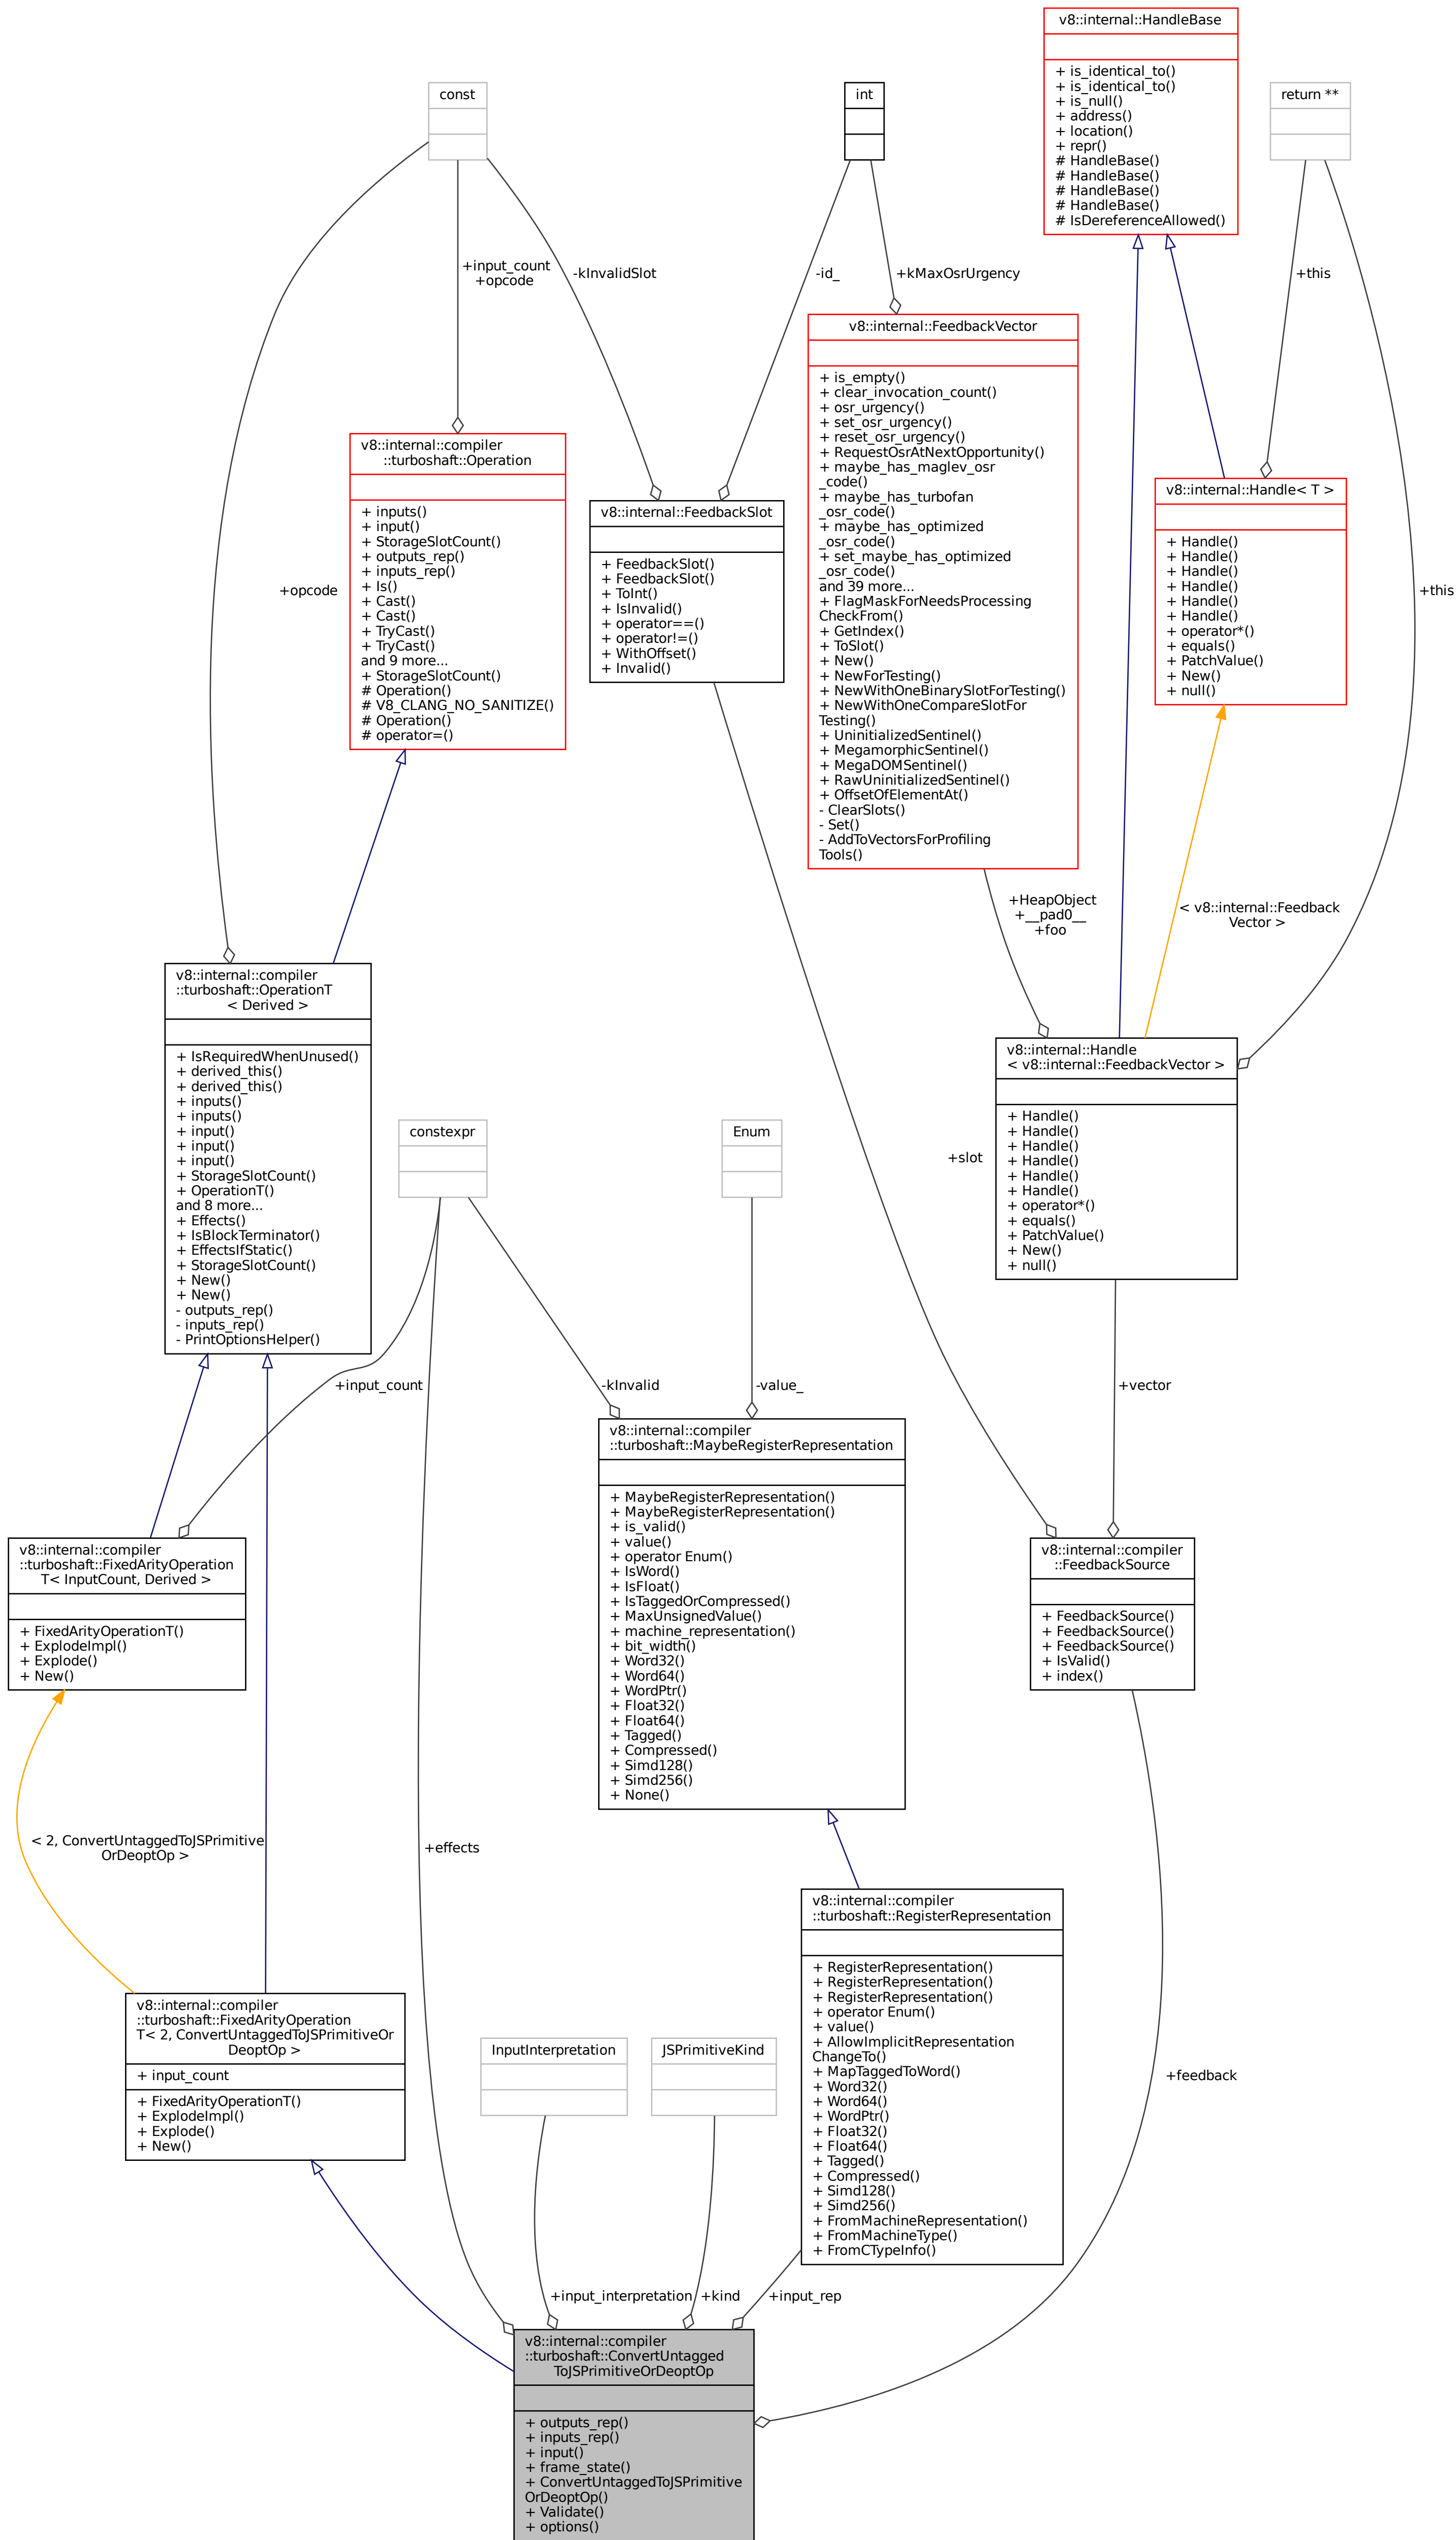 v8::internal::HandleBase
+ is_identical_to()
+ is_identical_to()
+ is_null()
+ address()
+ location()
+ repr()
# HandleBase()
# HandleBase()
# HandleBase()
# HandleBase()
# IsDereferenceAllowed()
const
int
return **
+input_count
+opcode
-kInvalidSlot
-id_
+kMaxOsrUrgency
+this
v8::internal::FeedbackVector
+ is_empty()
+ clear_invocation_count()
+ osr_urgency()
+ set_osr_urgency()
+ reset_osr_urgency()
+ RequestOsrAtNextOpportunity()
+ maybe_has_maglev_osr
_code()
+ maybe_has_turbofan
_osr_code()
+ maybe_has_optimized
_osr_code()
+ set_maybe_has_optimized
_osr_code()
and 39 more...
+ FlagMaskForNeedsProcessing
CheckFrom()
+ GetIndex()
+ ToSlot()
+ New()
+ NewForTesting()
+ NewWithOneBinarySlotForTesting()
+ NewWithOneCompareSlotFor
Testing()
+ UninitializedSentinel()
+ MegamorphicSentinel()
+ MegaDOMSentinel()
+ RawUninitializedSentinel()
+ OffsetOfElementAt()
- ClearSlots()
- Set()
- AddToVectorsForProfiling
Tools()
v8::internal::compiler
::turboshaft::Operation
+ inputs()
+ input()
+ StorageSlotCount()
+ outputs_rep()
+ inputs_rep()
+ Is()
+ Cast()
+ Cast()
+ TryCast()
+ TryCast()
and 9 more...
+ StorageSlotCount()
# Operation()
# V8_CLANG_NO_SANITIZE()
# Operation()
# operator=()
v8::internal::FeedbackSlot
+ FeedbackSlot()
+ FeedbackSlot()
+ ToInt()
+ IsInvalid()
+ operator==()
+ operator!=()
+ WithOffset()
+ Invalid()
v8::internal::Handle< T >
+ Handle()
+ Handle()
+ Handle()
+ Handle()
+ Handle()
+ Handle()
+ operator*()
+ equals()
+ PatchValue()
+ New()
+ null()
+opcode
+this
+HeapObject
+__pad0__
+foo
< v8::internal::Feedback
Vector >
v8::internal::compiler
::turboshaft::OperationT
< Derived >
+ IsRequiredWhenUnused()
+ derived_this()
+ derived_this()
+ inputs()
+ inputs()
+ input()
+ input()
+ input()
+ StorageSlotCount()
+ OperationT()
and 8 more...
+ Effects()
+ IsBlockTerminator()
+ EffectsIfStatic()
+ StorageSlotCount()
+ New()
+ New()
- outputs_rep()
- inputs_rep()
- PrintOptionsHelper()
v8::internal::Handle
< v8::internal::FeedbackVector >
+ Handle()
+ Handle()
+ Handle()
+ Handle()
+ Handle()
+ Handle()
+ operator*()
+ equals()
+ PatchValue()
+ New()
+ null()
constexpr
Enum
+slot
+input_count
-kInvalid
-value_
+vector
v8::internal::compiler
::turboshaft::MaybeRegisterRepresentation
+ MaybeRegisterRepresentation()
+ MaybeRegisterRepresentation()
+ is_valid()
+ value()
+ operator Enum()
+ IsWord()
+ IsFloat()
+ IsTaggedOrCompressed()
+ MaxUnsignedValue()
+ machine_representation()
+ bit_width()
+ Word32()
+ Word64()
+ WordPtr()
+ Float32()
+ Float64()
+ Tagged()
+ Compressed()
+ Simd128()
+ Simd256()
+ None()
v8::internal::compiler
::turboshaft::FixedArityOperation
T< InputCount, Derived >
+ FixedArityOperationT()
+ ExplodeImpl()
+ Explode()
+ New()
v8::internal::compiler
::FeedbackSource
+ FeedbackSource()
+ FeedbackSource()
+ FeedbackSource()
+ IsValid()
+ index()
< 2, ConvertUntaggedToJSPrimitive
OrDeoptOp >
+effects
v8::internal::compiler
::turboshaft::RegisterRepresentation
+ RegisterRepresentation()
+ RegisterRepresentation()
+ RegisterRepresentation()
+ operator Enum()
+ value()
+ AllowImplicitRepresentation
ChangeTo()
+ MapTaggedToWord()
+ Word32()
+ Word64()
+ WordPtr()
+ Float32()
+ Float64()
+ Tagged()
+ Compressed()
+ Simd128()
+ Simd256()
+ FromMachineRepresentation()
+ FromMachineType()
+ FromCTypeInfo()
v8::internal::compiler
::turboshaft::FixedArityOperation
T< 2, ConvertUntaggedToJSPrimitiveOr
DeoptOp >
+ input_count
+ FixedArityOperationT()
+ ExplodeImpl()
+ Explode()
+ New()
InputInterpretation
JSPrimitiveKind
+feedback
+input_interpretation
+kind
+input_rep
v8::internal::compiler
::turboshaft::ConvertUntagged
ToJSPrimitiveOrDeoptOp
+ outputs_rep()
+ inputs_rep()
+ input()
+ frame_state()
+ ConvertUntaggedToJSPrimitive
OrDeoptOp()
+ Validate()
+ options()